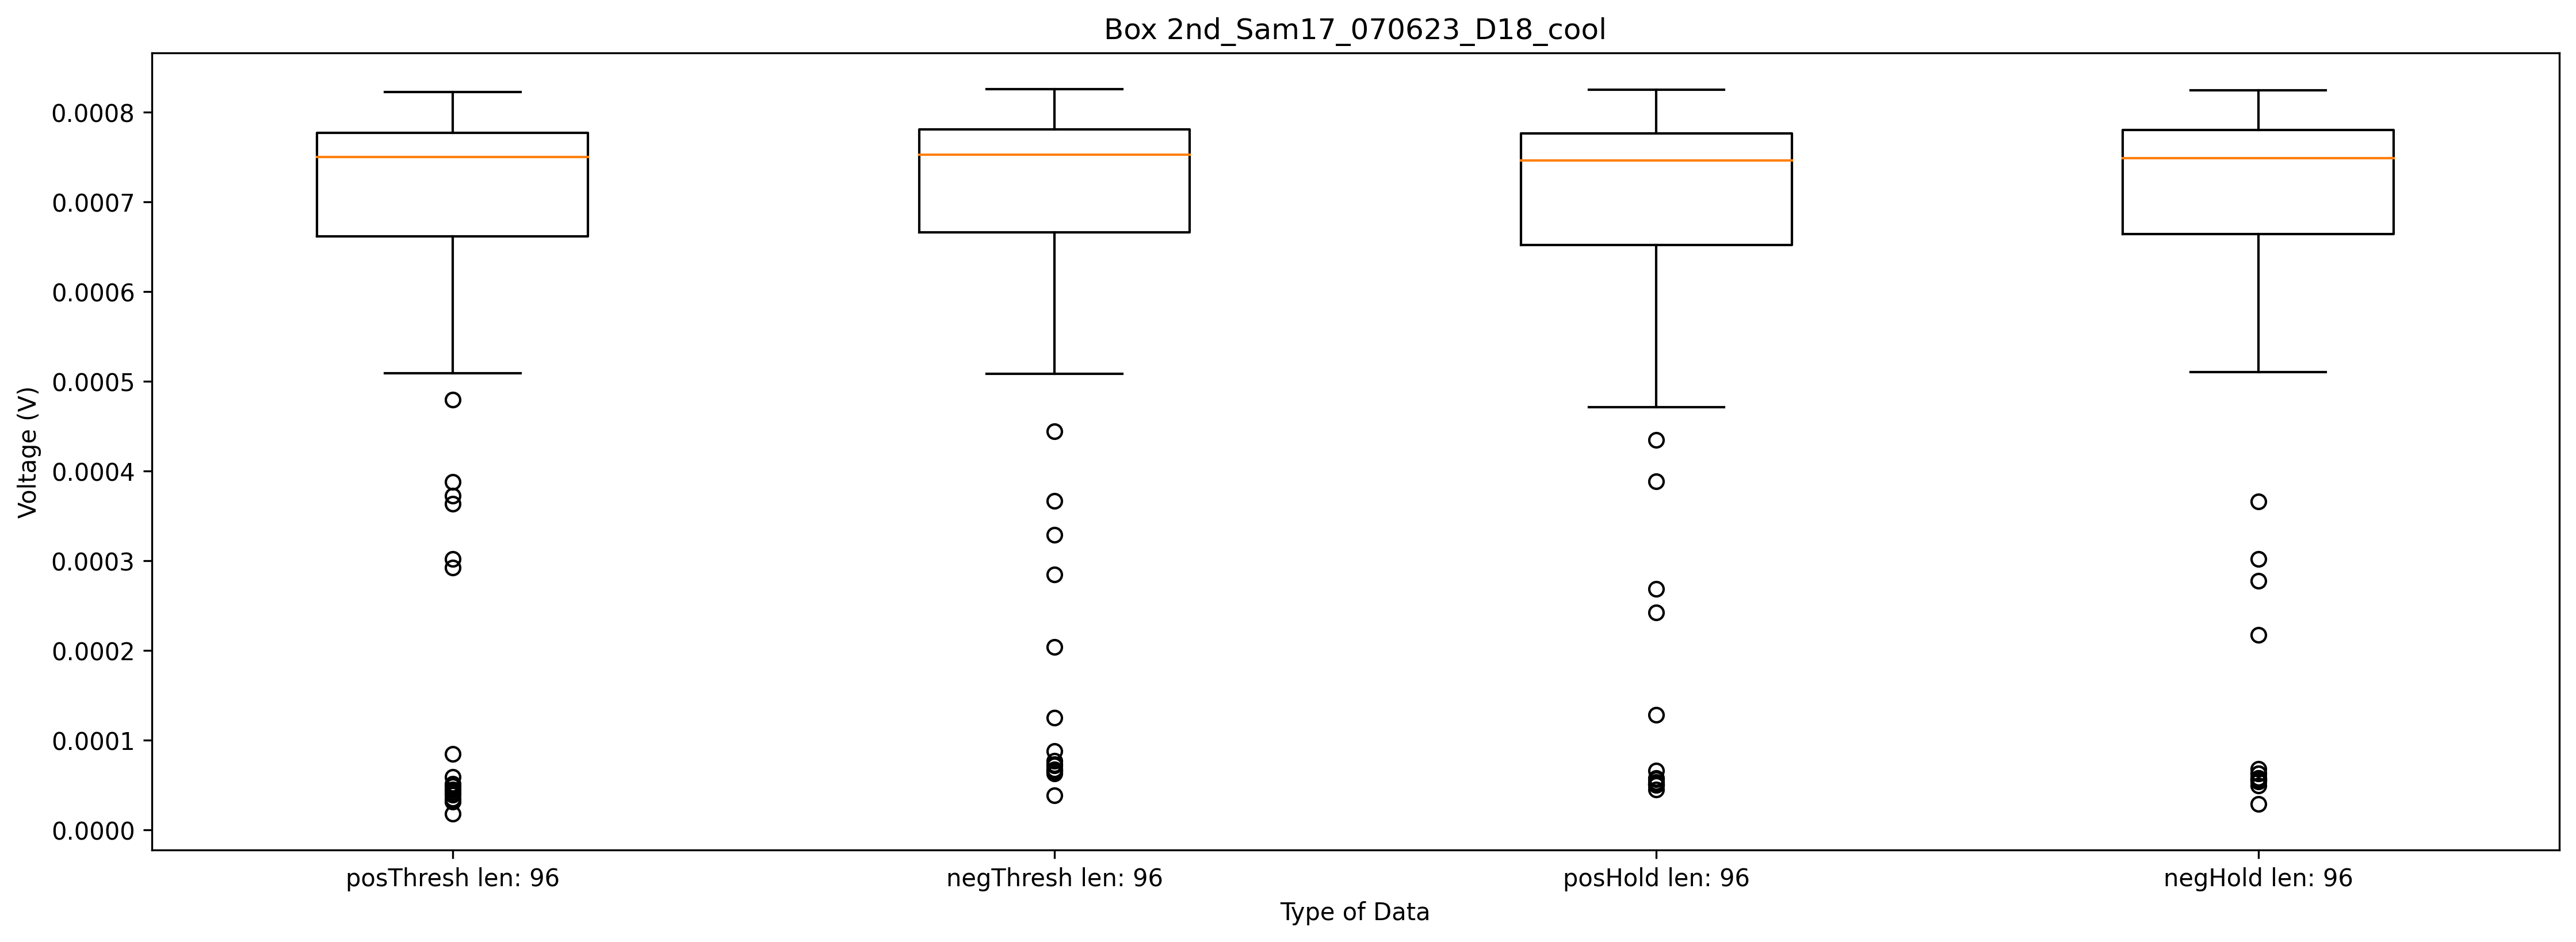 Box 2nd_Sam17_070623_D18_cool
Voltage (V)
0.0008
0.0007
0.0006
0.0005
0.0004
0.0003
0.0002
0.0001
0.0000
posThresh len: 96
negThresh len: 96
posHold len: 96
negHold len: 96
Type of Data